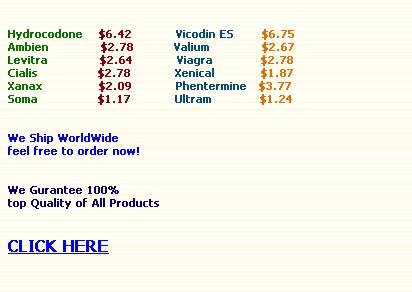 Hydrocodone $6.42 Vicodin ES $6.75
Ambien $2.78 Valium $2.67
Levitra $2.64 Viagra $2.78
Cialis $2.78 Xenical $1.87
Xanax $2.09 Phentermine $3.77
Soma $1.17 Ultram $1.24
We Ship WorldWide
feel free to order now!
We Gurantee 100%
top Quality of All Products
CLICK HERE